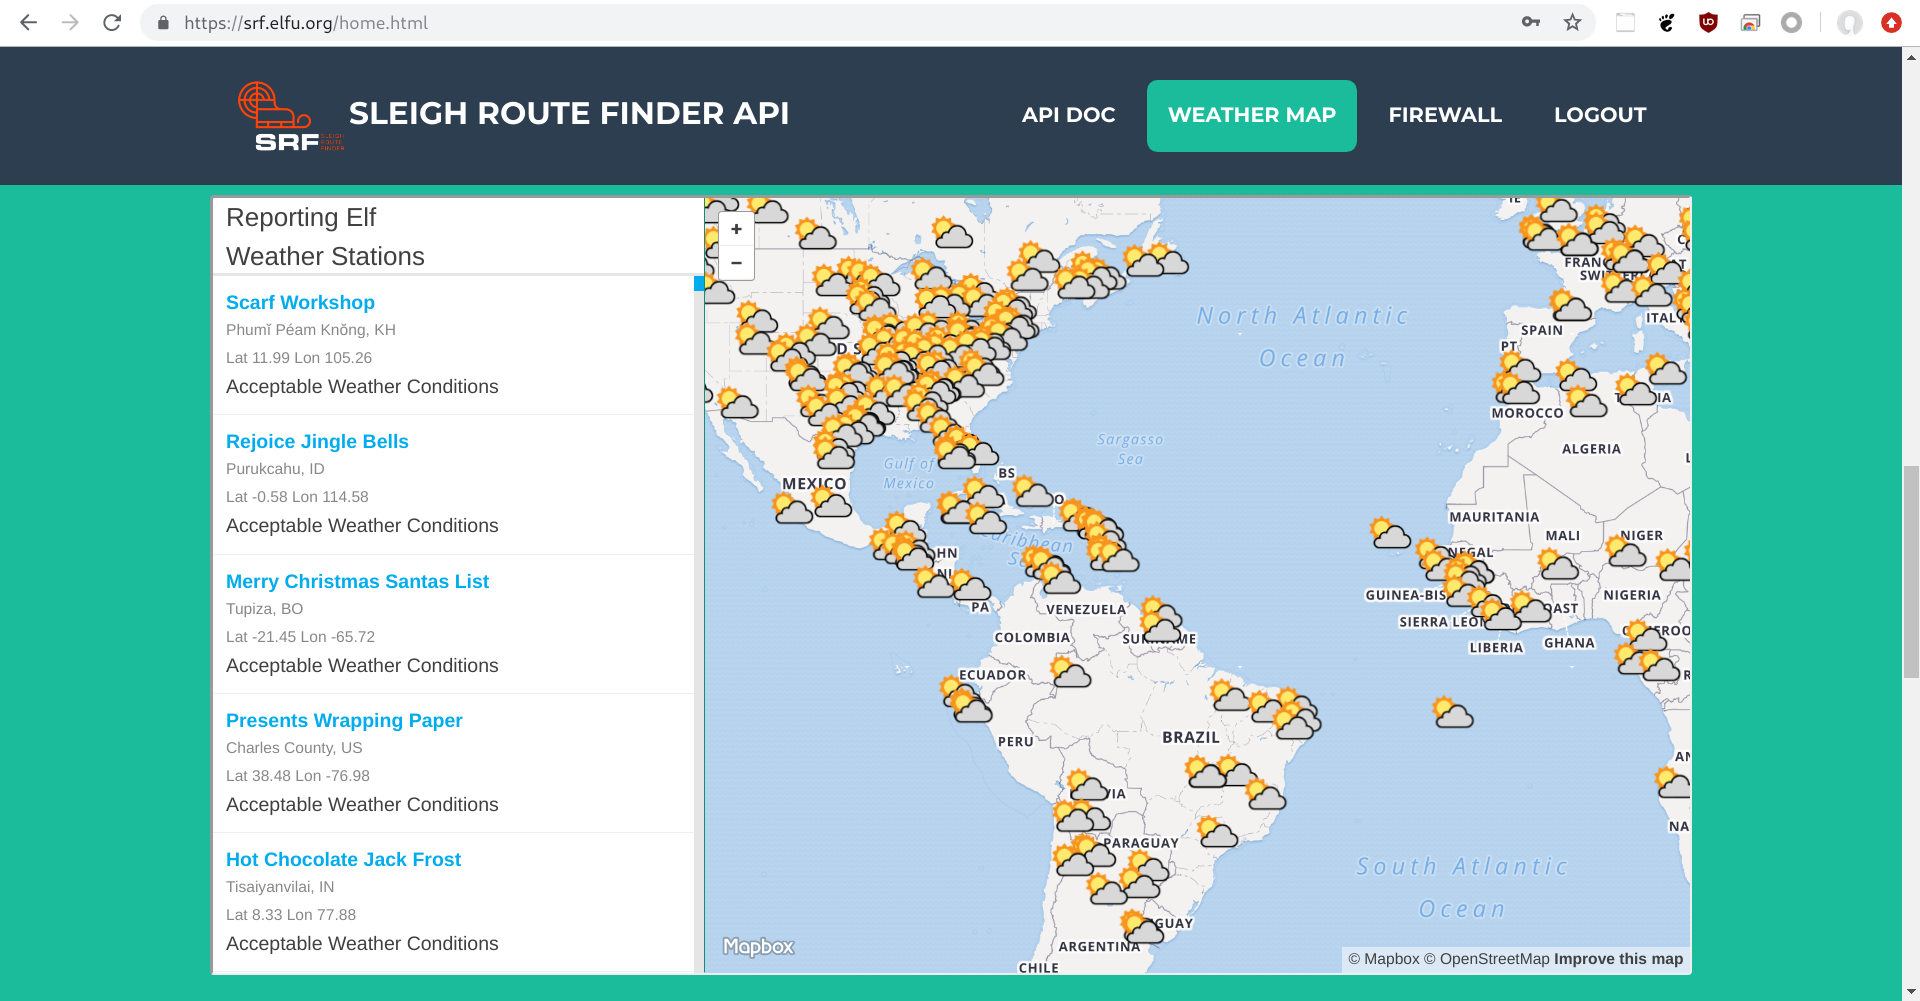 https://srf.elfu.org/home.html
SRF SLEIGH ROUTE FINDER
SLEIGH ROUTE FINDER API
API DOC
WEATHER MAP
FIREWALL
LOGOUT
Reporting Elf
Weather Stations
Scarf Workshop
Phumĭ Péam Knŏng, KH
Lat 11.99 Lon 105.26
Acceptable Weather Conditions
Rejoice Jingle Bells
Purukcahu, ID
Lat -0.58 Lon 114.58
Acceptable Weather Conditions
Merry Christmas Santas List
Tupiza, BO
Lat -21.45 Lon -65.72
Acceptable Weather Conditions
Presents Wrapping Paper
Charles County, US
Lat 38.48 Lon -76.98
Acceptable Weather Conditions
Hot Chocolate Jack Frost
Tisaiyanvilai, IN
Lat 8.33 Lon 77.88
Acceptable Weather Conditions
+
−
IE
North Atlantic
Ocean
SPAIN
PT
MOROCCO
ALGERIA
Sargasso
Sea
Gulf of
Mexico
BS
MEXICO
HN
PA
MAURITANIA
MALI
NIGER
GUINEA-BIS
NIGERIA
SIERRA LEON
GHANA
LIBERIA
VENEZUELA
COLOMBIA
ECUADOR
PERU
BRAZIL
PARAGUAY
GUAY
ARGENTINA
CHILE
NA
South Atlantic
Ocean
Mapbox
© Mapbox © OpenStreetMap Improve this map